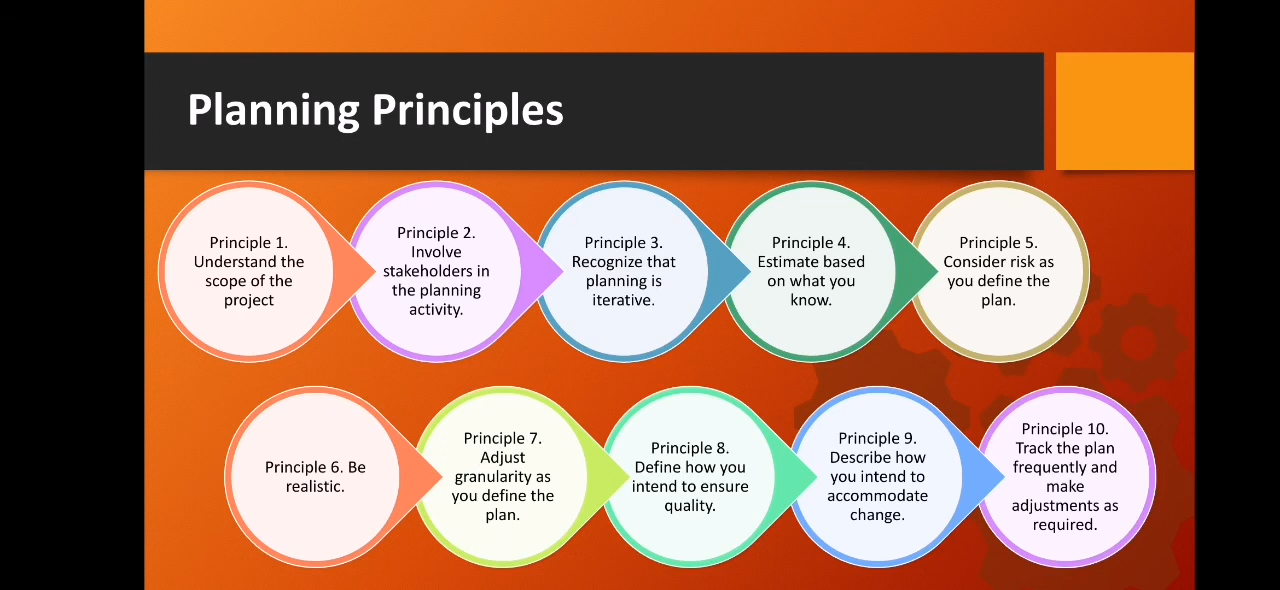 Planning Principles
Principle 1.
Understand the
scope of the
project
Principle 2.
Involve
stakeholders in
the planning
activity.
Principle 3.
Recognize that
planning is
iterative.
Principle 4.
Estimate based
on what you
know.
Principle 5.
Consider risk as
you define the
plan.
Principle 6. Be
realistic.
Principle 7.
Adjust
granularity as
you define the
plan.
Principle 8.
Define how you
intend to ensure
quality.
Principle 9.
Describe how
you intend to
accommodate
change.
Principle 10.
Track the plan
frequently and
make
adjustments as
required.